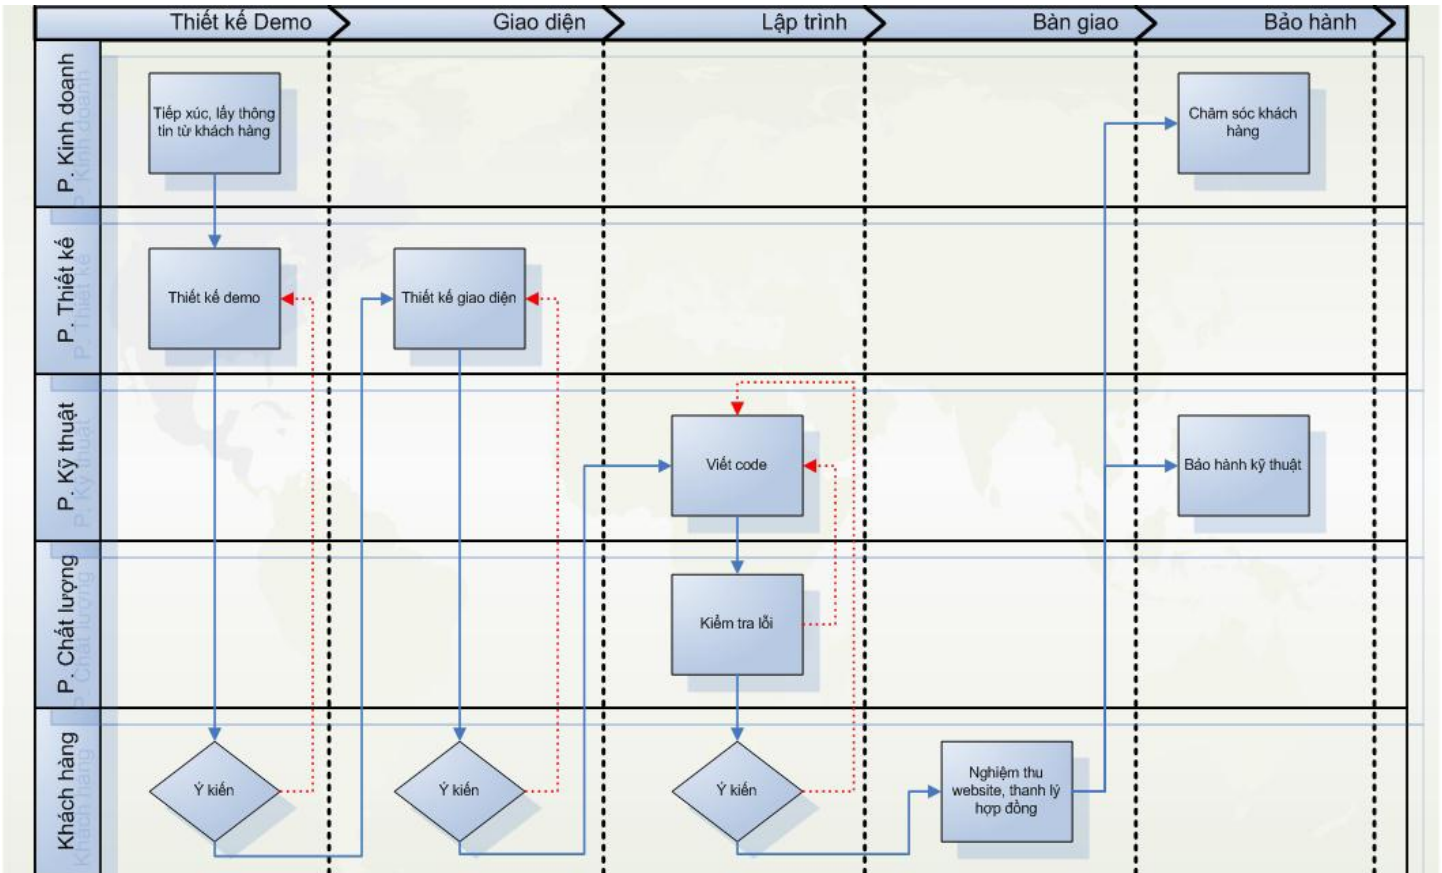 Thiết kế Demo
Giao diện
Lập trình
Bàn giao
Bảo hành
P. Kinh doanh
Tiếp xúc, lấy thông
tin từ khách hàng
Chăm sóc khách
hàng
P. Thiết kế
Thiết kế demo
Thiết kế giao diện
P. Kỹ thuật
Viết code
Bảo hành kỹ thuật
P. Chất lượng
Kiểm tra lỗi
Khách hàng
Ý kiến
Ý kiến
Ý kiến
Nghiệm thu
website, thanh lý
hợp đồng